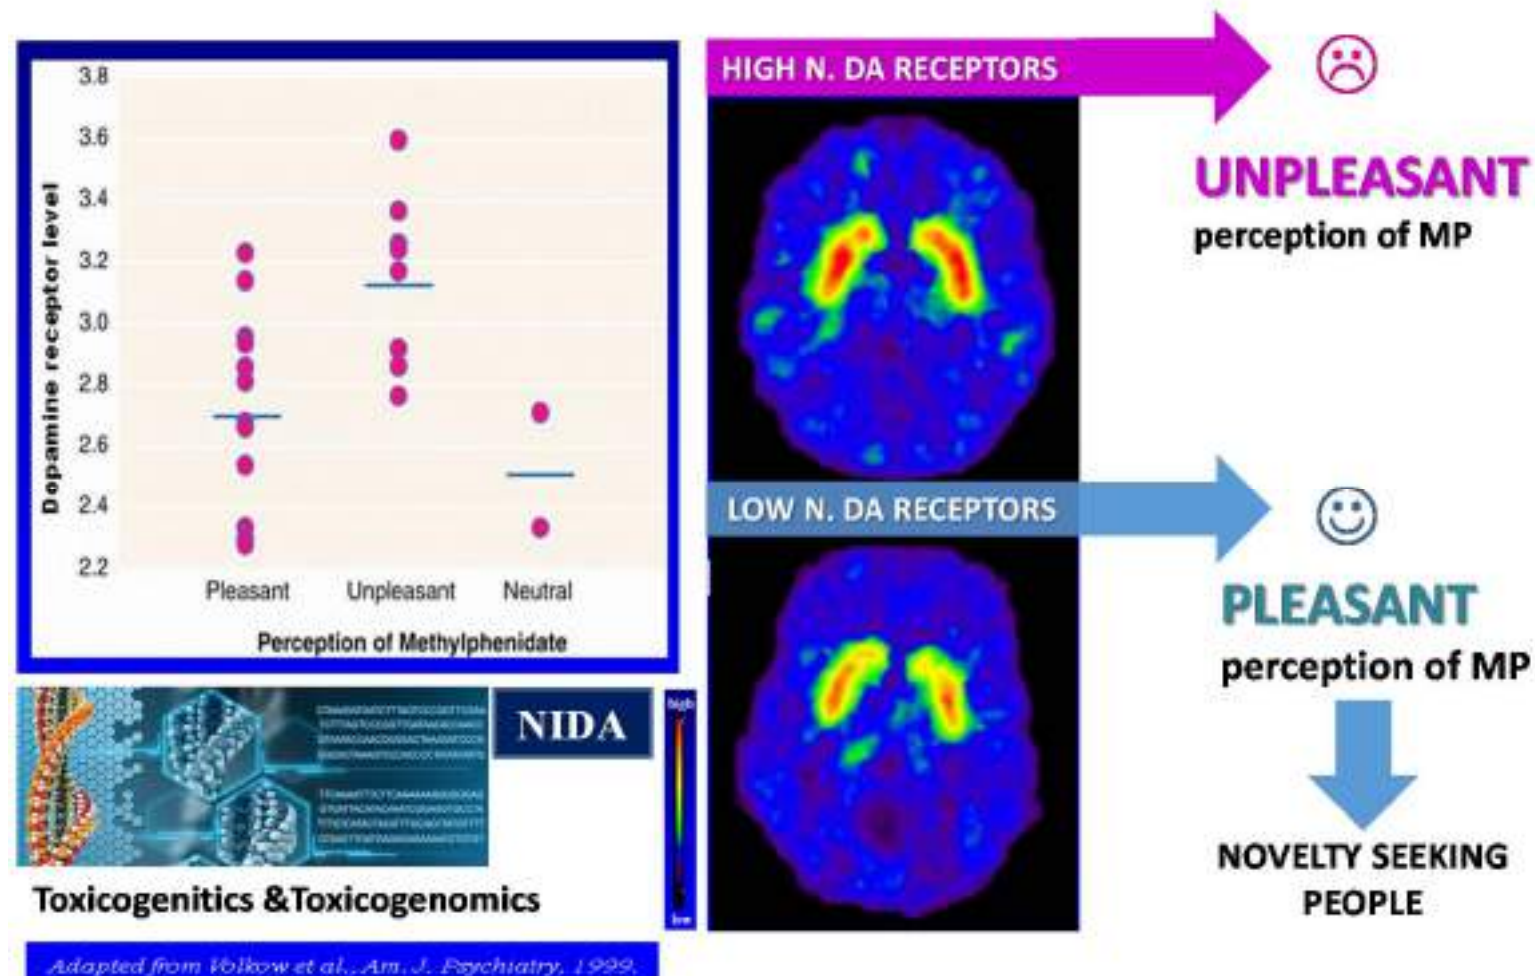 3.8
3.6
3.4
3.2
3.0
2.8
2.6
2.4
2.2
Dopamine receptor level
Pleasant Unpleasant Neutral
Perception of Methylphenidate
NIDA
high
low
Toxicogenitics &Toxicogenomics
Adapted from Volkow et al., Am. J. Psychiatry, 1999.
HIGH N. DA RECEPTORS
UNPLEASANT
perception of MP
LOW N. DA RECEPTORS
PLEASANT
perception of MP
NOVELTY SEEKING
PEOPLE